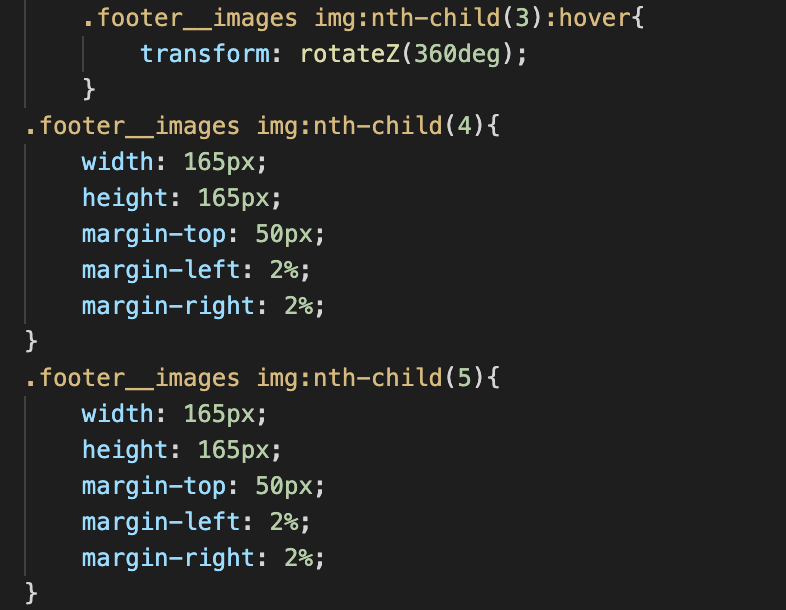 .footer__images img:nth-child(3):hover{
transform: rotateZ(360deg);
}
.footer__images img:nth-child(4){
width: 165px;
height: 165px;
margin-top: 50px;
margin-left: 2%;
margin-right: 2%;
}
.footer__images img:nth-child(5){
width: 165px;
height: 165px;
margin-top: 50px;
margin-left: 2%;
margin-right: 2%;
}